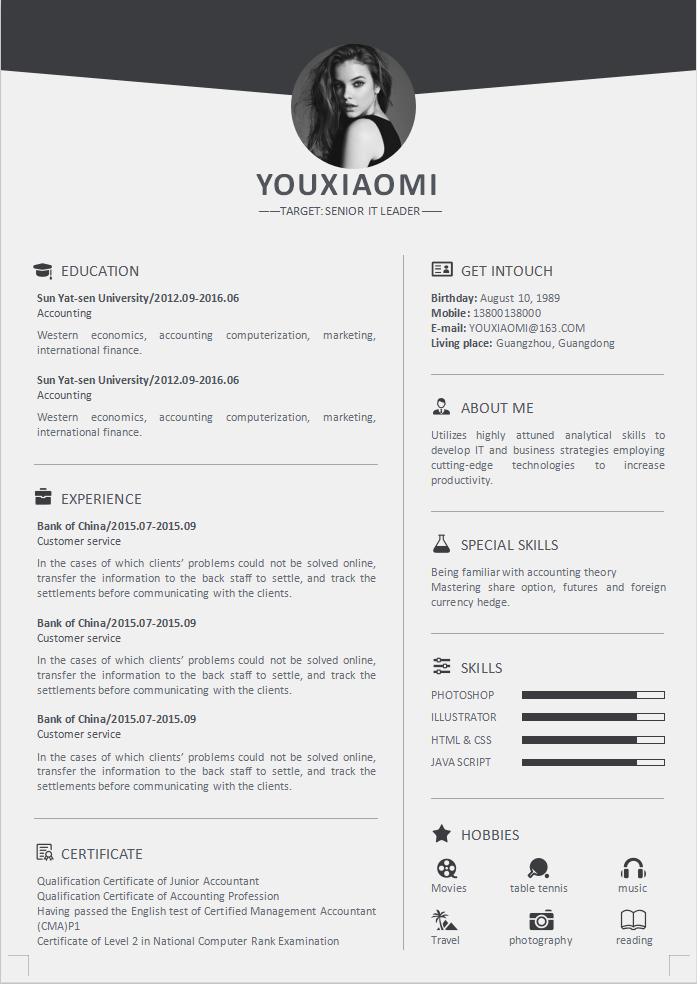 YOUXIAOMI
——TARGET: SENIOR IT LEADER——
EDUCATION
Sun Yat-sen University/2012.09-2016.06
Accounting
Western economics, accounting computerization, marketing,
international finance.
Sun Yat-sen University/2012.09-2016.06
Accounting
Western economics, accounting computerization, marketing,
international finance.
EXPERIENCE
Bank of China/2015.07-2015.09
Customer service
In the cases of which clients’ problems could not be solved online,
transfer the information to the back staff to settle, and track the
settlements before communicating with the clients.
Bank of China/2015.07-2015.09
Customer service
In the cases of which clients’ problems could not be solved online,
transfer the information to the back staff to settle, and track the
settlements before communicating with the clients.
Bank of China/2015.07-2015.09
Customer service
In the cases of which clients’ problems could not be solved online,
transfer the information to the back staff to settle, and track the
settlements before communicating with the clients.
CERTIFICATE
Qualification Certificate of Junior Accountant
Qualification Certificate of Accounting Profession
Having passed the English test of Certified Management Accountant
(CMA)P1
Certificate of Level 2 in National Computer Rank Examination
GET INTOUCH
Birthday: August 10, 1989
Mobile: 13800138000
E-mail: YOUXIAOMI@163.COM
Living place: Guangzhou, Guangdong
ABOUT ME
Utilizes highly attuned analytical skills to
develop IT and business strategies employing
cutting-edge technologies to increase
productivity.
SPECIAL SKILLS
Being familiar with accounting theory
Mastering share option, futures and foreign
currency hedge.
SKILLS
PHOTOSHOP
ILLUSTRATOR
HTML & CSS
JAVA SCRIPT
HOBBIES
Movies table tennis music
Travel photography reading